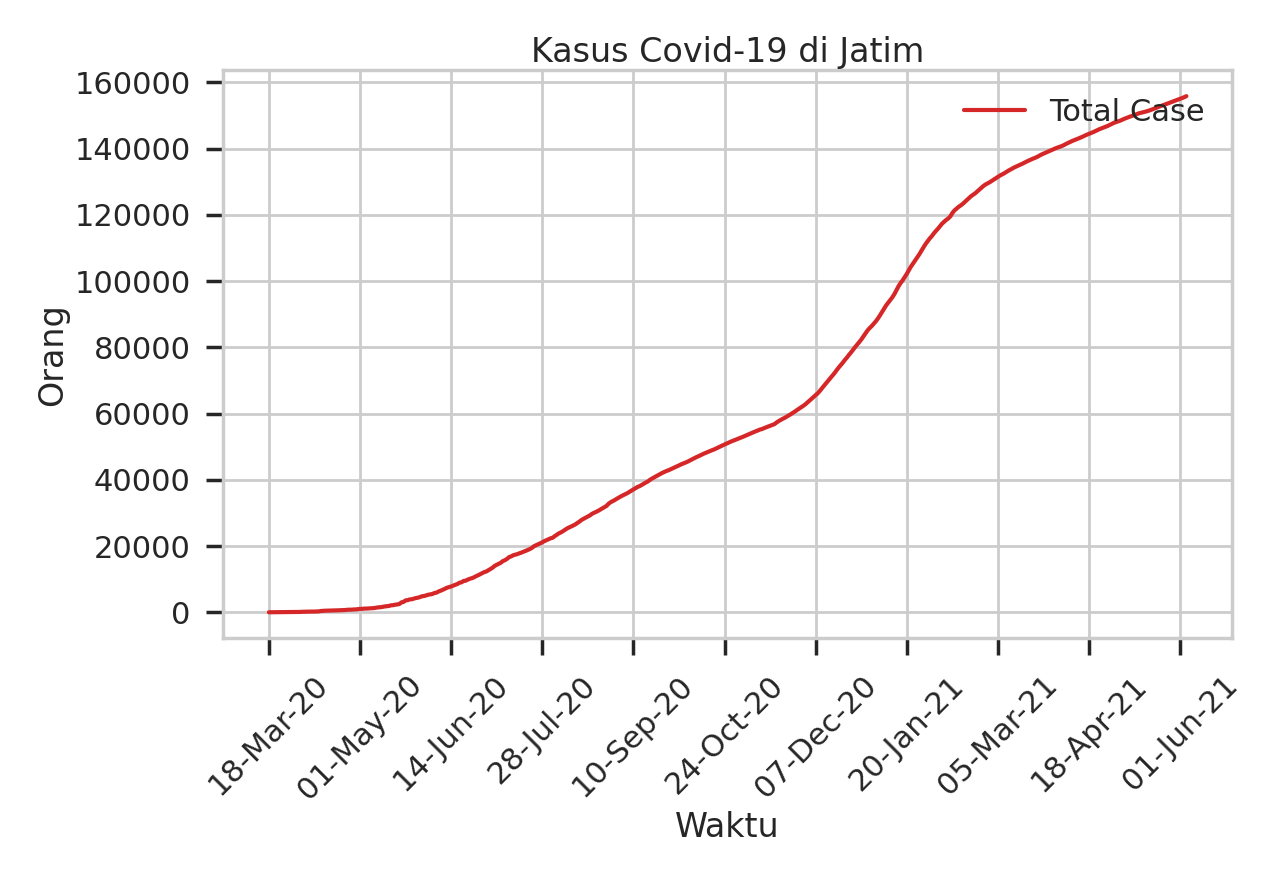 Kasus Covid-19 di Jatim
160000
140000
120000
100000
80000
60000
40000
20000
0
Orang
Total Case
18-Mar-20
01-May-20
14-Jun-20
28-Jul-20
10-Sep-20
24-Oct-20
07-Dec-20
20-Jan-21
05-Mar-21
18-Apr-21
01-Jun-21
Waktu